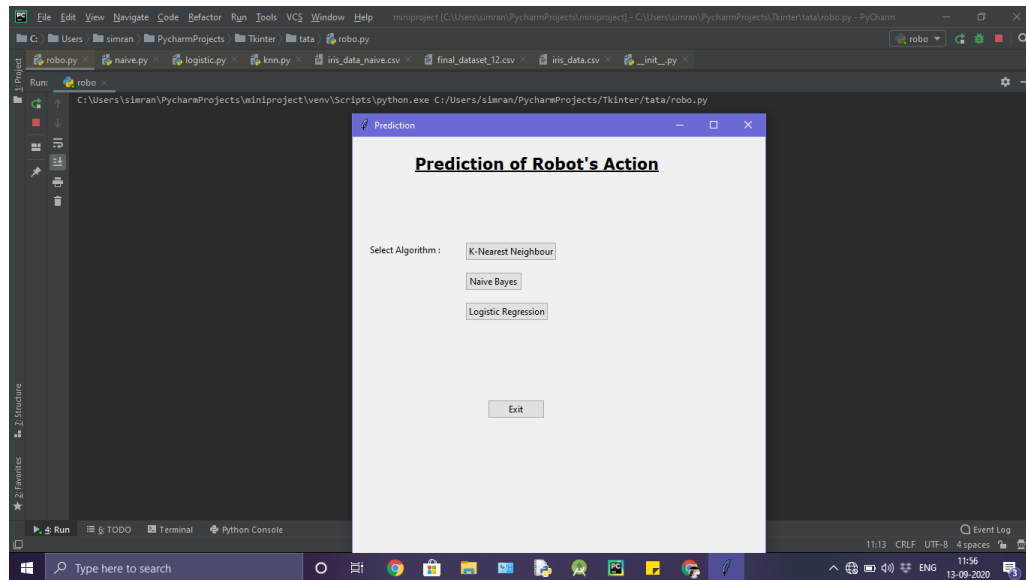 File Edit View Navigate Code Refactor Run Tools VCS Window Help miniproject [C:\Users\simran\PycharmProjects\miniproject] - C:\Users\simran\PycharmProjects\Tkinter\tata\robo.py - PyCharm
C: Users simran PycharmProjects Tkinter tata robo.py robo
robo.py naive.py logistic.py knn.py iris_data_naive.csv final_dataset_12.csv iris_data.csv __init__.py
1: Project
Run: robo
C:\Users\simran\PycharmProjects\miniproject\venv\Scripts\python.exe C:/Users/simran/PycharmProjects/Tkinter/tata/robo.py
Prediction
Prediction of Robot's Action
Select Algorithm : K-Nearest Neighbour
Naive Bayes
Logistic Regression
Exit
7: Structure
2: Favorites
4: Run 6: TODO Terminal Python Console Event Log
11:13 CRLF UTF-8 4 spaces
Type here to search ENG 11:56
13-09-2020 3